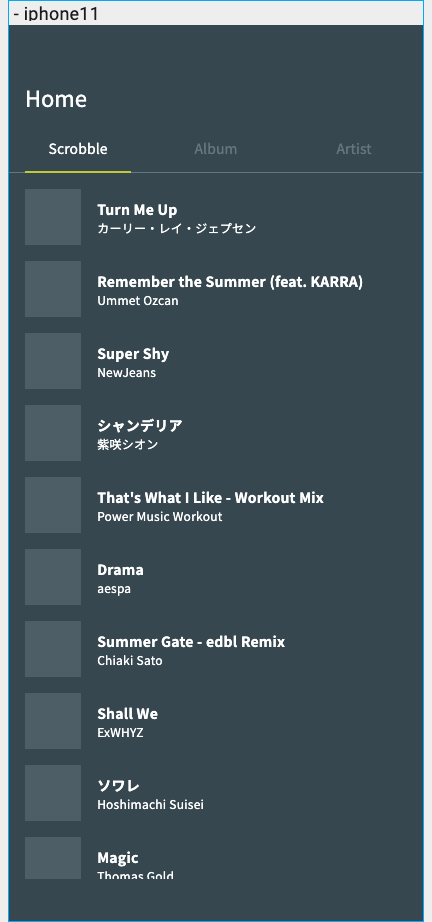 - iphone11
Home
Scrobble
Album
Artist
Turn Me Up
カーリー・レイ・ジェプセン
Remember the Summer (feat. KARRA)
Ummet Ozcan
Super Shy
NewJeans
シャンデリア
紫咲シオン
That's What I Like - Workout Mix
Power Music Workout
Drama
aespa
Summer Gate - edbl Remix
Chiaki Sato
Shall We
ExWHYZ
ソワレ
Hoshimachi Suisei
Magic
Thomas Gold